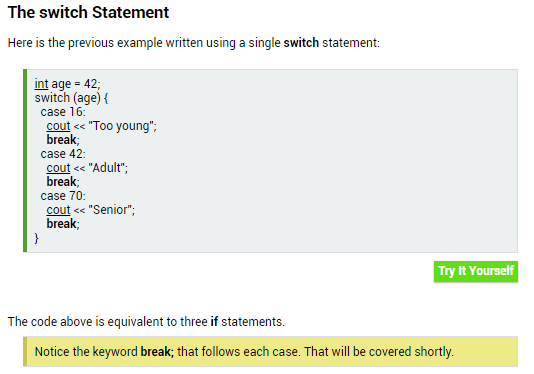 The switch Statement
Here is the previous example written using a single switch statement:
int age = 42;
switch (age) {
case 16:
cout << "Too young";
break;
case 42:
cout << "Adult";
break;
case 70:
cout << "Senior";
break;
}
Try It Yourself
The code above is equivalent to three if statements.
Notice the keyword break; that follows each case. That will be covered shortly.